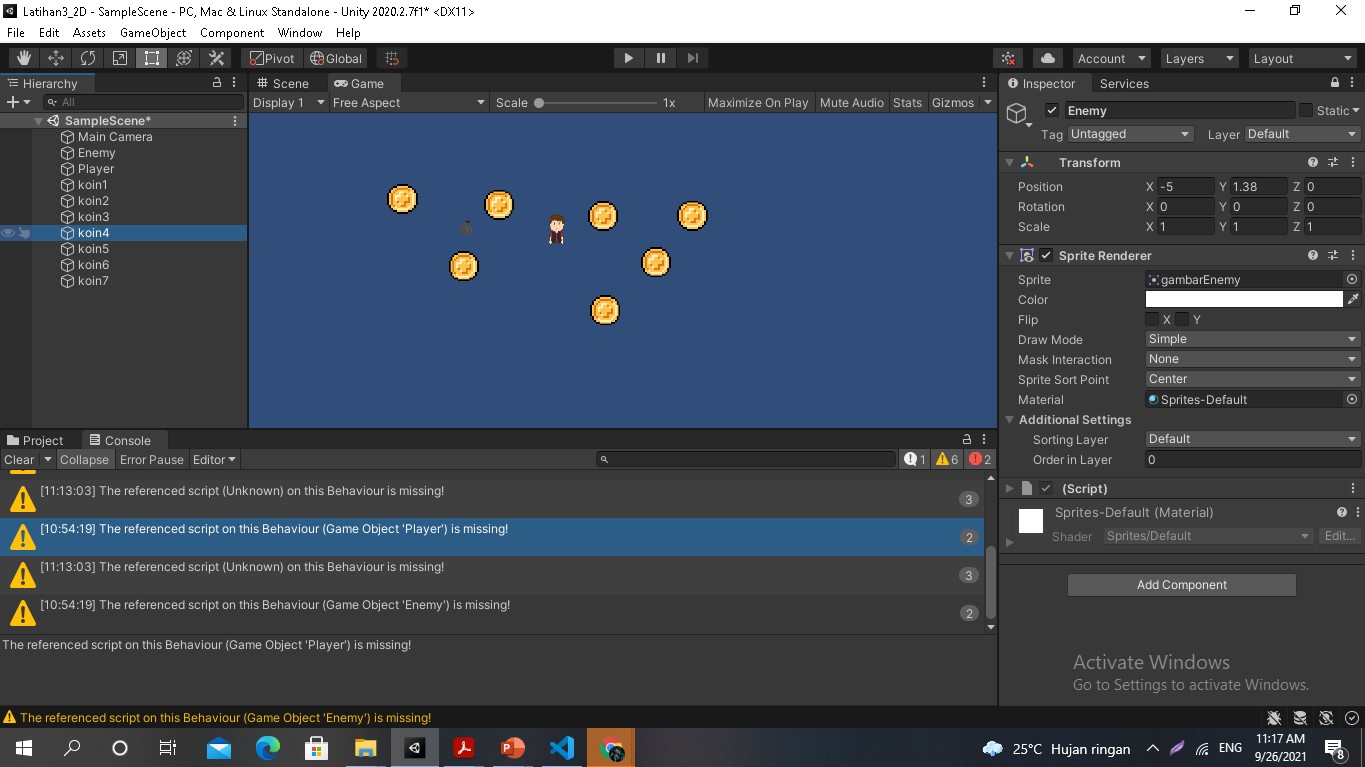 Latihan3_2D - SampleScene - PC, Mac & Linux Standalone - Unity 2020.2.7f1* <DX11>
File Edit Assets GameObject Component Window Help
Pivot Global Account Layers Layout
Hierarchy
All
SampleScene*
Main Camera
Enemy
Player
koin1
koin2
koin3
koin4
koin5
koin6
koin7
Scene Game
Display 1 Free Aspect Scale 1x Maximize On Play Mute Audio Stats Gizmos
Project Console
Clear Collapse Error Pause Editor 1 6 2
[11:13:03] The referenced script (Unknown) on this Behaviour is missing! 3
[10:54:19] The referenced script on this Behaviour (Game Object 'Player') is missing! 2
[11:13:03] The referenced script (Unknown) on this Behaviour is missing! 3
[10:54:19] The referenced script on this Behaviour (Game Object 'Enemy') is missing! 2
The referenced script on this Behaviour (Game Object 'Player') is missing!
Inspector Services
Enemy Static
Tag Untagged Layer Default
Transform
Position X -5 Y 1.38 Z 0
Rotation X 0 Y 0 Z 0
Scale X 1 Y 1 Z 1
Sprite Renderer
Sprite gambarEnemy
Color
Flip X Y
Draw Mode Simple
Mask Interaction None
Sprite Sort Point Center
Material Sprites-Default
Additional Settings
Sorting Layer Default
Order in Layer 0
(Script)
Sprites-Default (Material)
Shader Sprites/Default Edit...
Add Component
Activate Windows
Go to Settings to activate Windows.
The referenced script on this Behaviour (Game Object 'Enemy') is missing!
25°C Hujan ringan ENG 11:17 AM
9/26/2021 8